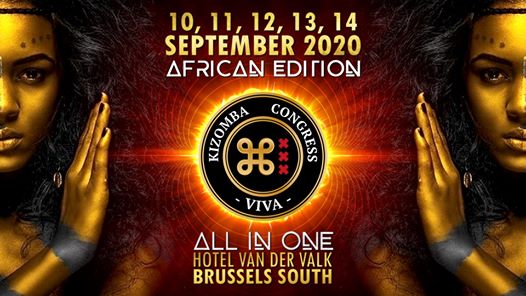 10, 11, 12, 13, 14
SEPTEMBER 2020
AFRICAN EDITION
KIZOMBA CONGRESS
- VIVA -
ALL IN ONE
HOTEL VAN DER VALK
BRUSSELS SOUTH